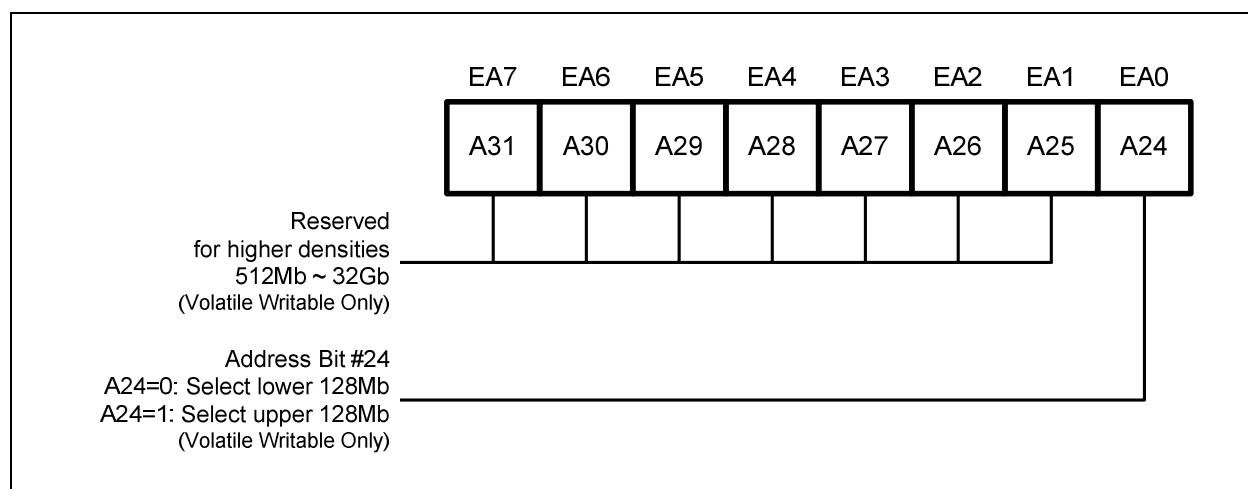 EA7 EA6 EA5 EA4 EA3 EA2 EA1 EA0
A31 A30 A29 A28 A27 A26 A25 A24
Reserved
for higher densities
512Mb ~ 32Gb
(Volatile Writable Only)
Address Bit #24
A24=0: Select lower 128Mb
A24=1: Select upper 128Mb
(Volatile Writable Only)